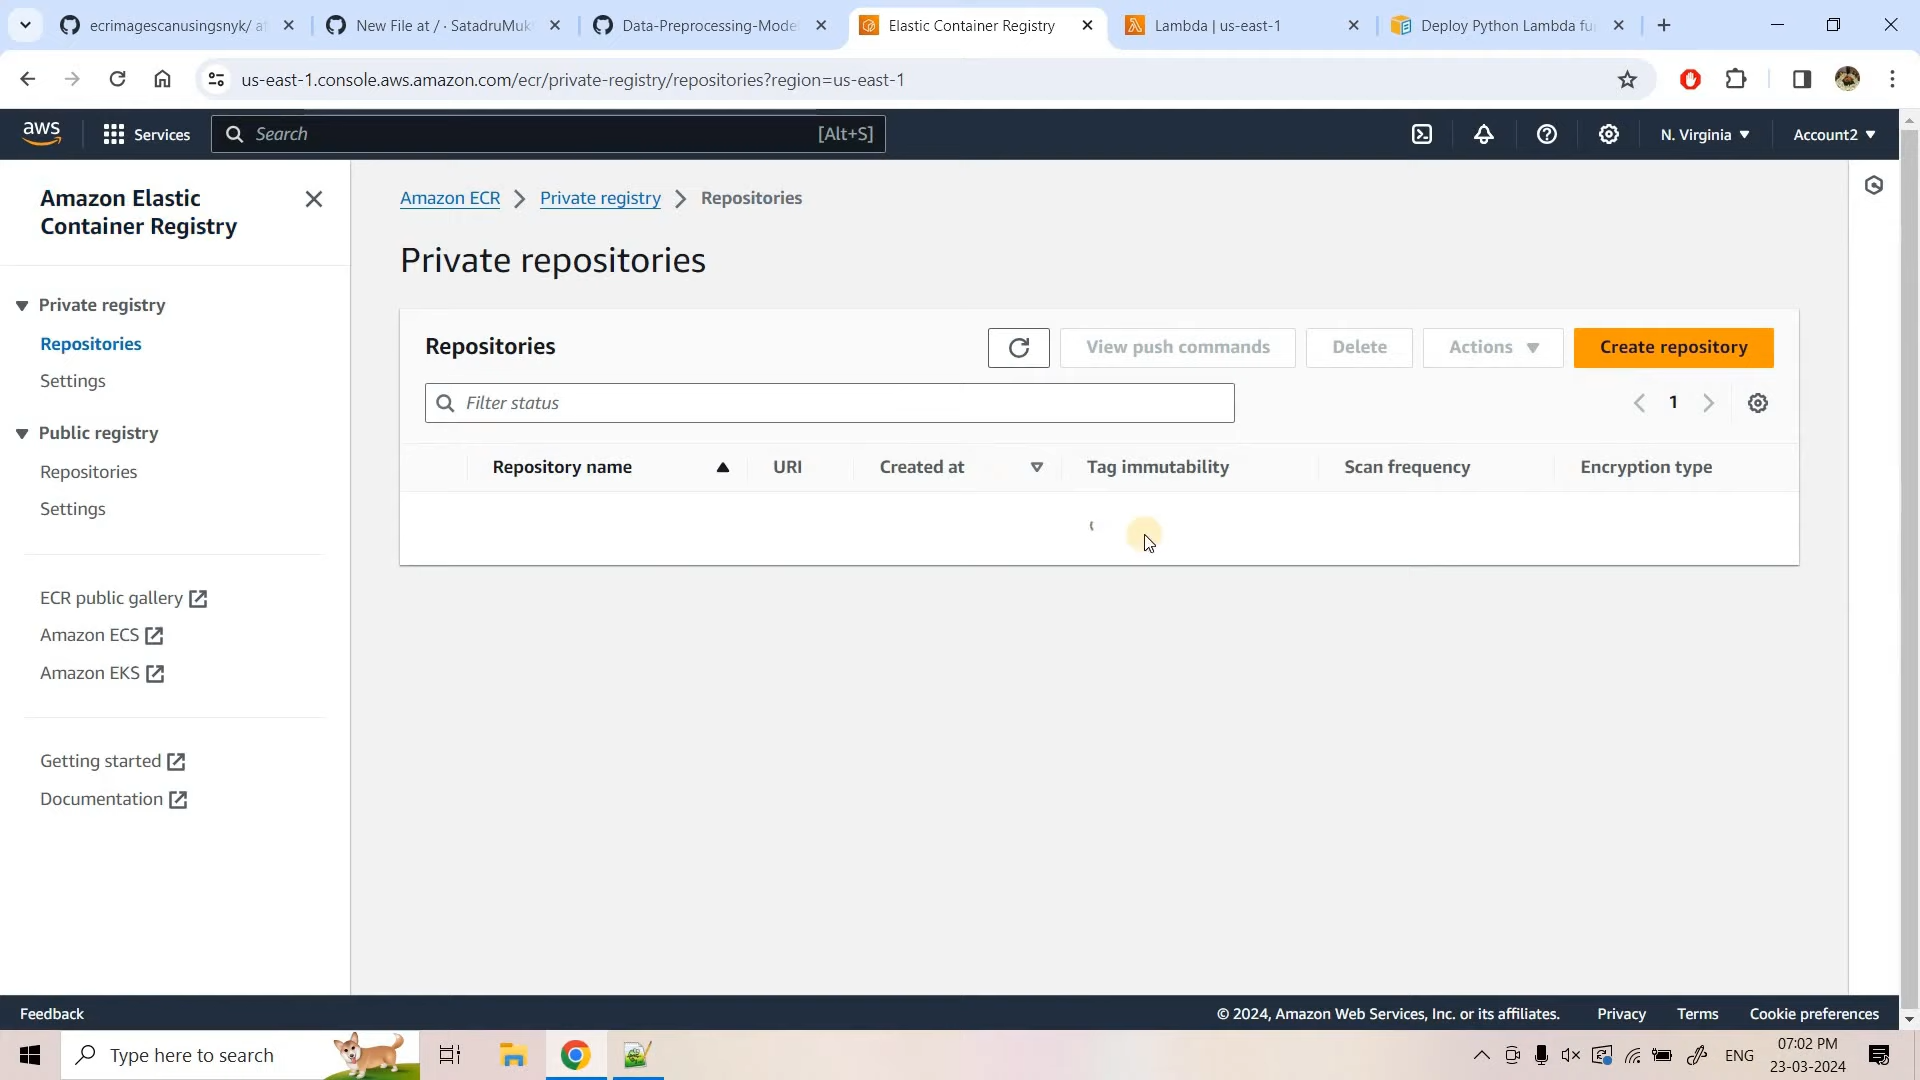 ecrimagescanusingsnyk/ a
New File at / · SatadruMuk
Data-Preprocessing-Mode
Elastic Container Registry
Lambda | us-east-1
Deploy Python Lambda fu
us-east-1.console.aws.amazon.com/ecr/private-registry/repositories?region=us-east-1
aws
Services
Search
[Alt+S]
N. Virginia
Account2
Amazon Elastic
Container Registry
Private registry
Repositories
Settings
Public registry
Repositories
Settings
ECR public gallery
Amazon ECS
Amazon EKS
Getting started
Documentation
Amazon ECR
Private registry
Repositories
Private repositories
Repositories
View push commands
Delete
Actions
Create repository
Filter status
1
Repository name
URI
Created at
Tag immutability
Scan frequency
Encryption type
Feedback
© 2024, Amazon Web Services, Inc. or its affiliates.
Privacy
Terms
Cookie preferences
Type here to search
ENG
07:02 PM
23-03-2024